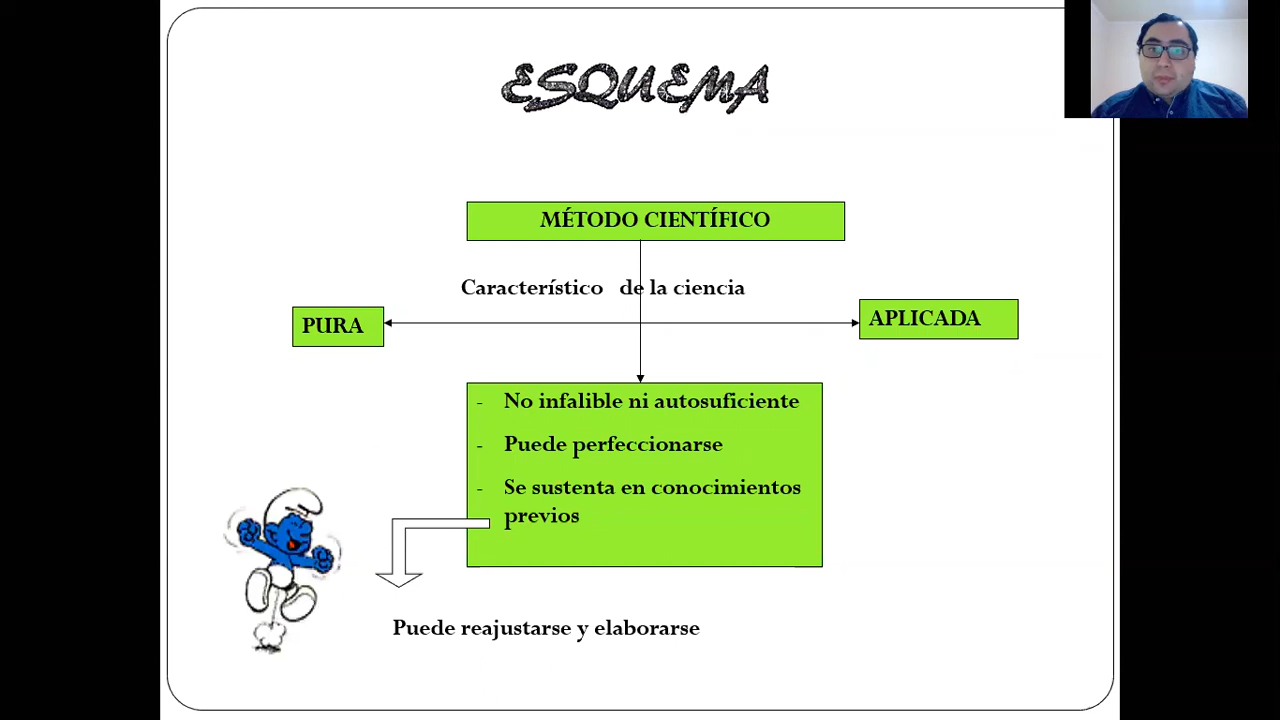 ESQUEMA
MÉTODO CIENTÍFICO
Característico de la ciencia
PURA
APLICADA
- No infalible ni autosuficiente
- Puede perfeccionarse
- Se sustenta en conocimientos
previos
Puede reajustarse y elaborarse